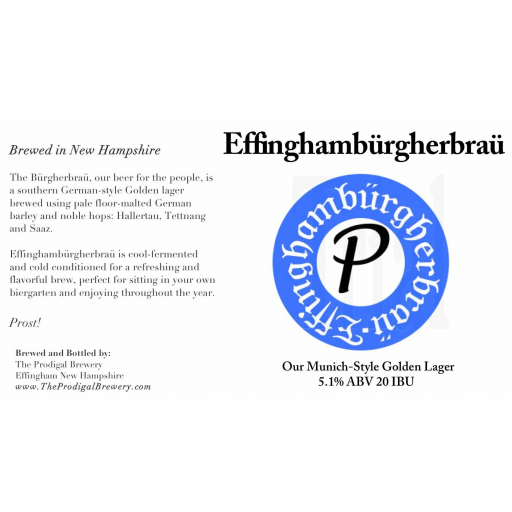 Brewed in New Hampshire
The Bürgherbraü, our beer for the people, is
a southern German-style Golden lager
brewed using pale floor-malted German
barley and noble hops: Hallertau, Tettnang
and Saaz.
Effinghambürgherbraü is cool-fermented
and cold conditioned for a refreshing and
flavorful brew, perfect for sitting in your own
biergarten and enjoying throughout the year.
Prost!
Brewed and Bottled by:
The Prodigal Brewery
Effingham New Hampshire
www.TheProdigalBrewery.com
Effinghambürgherbraü
Effinghambürgherbraü
P
Our Munich-Style Golden Lager
5.1% ABV 20 IBU